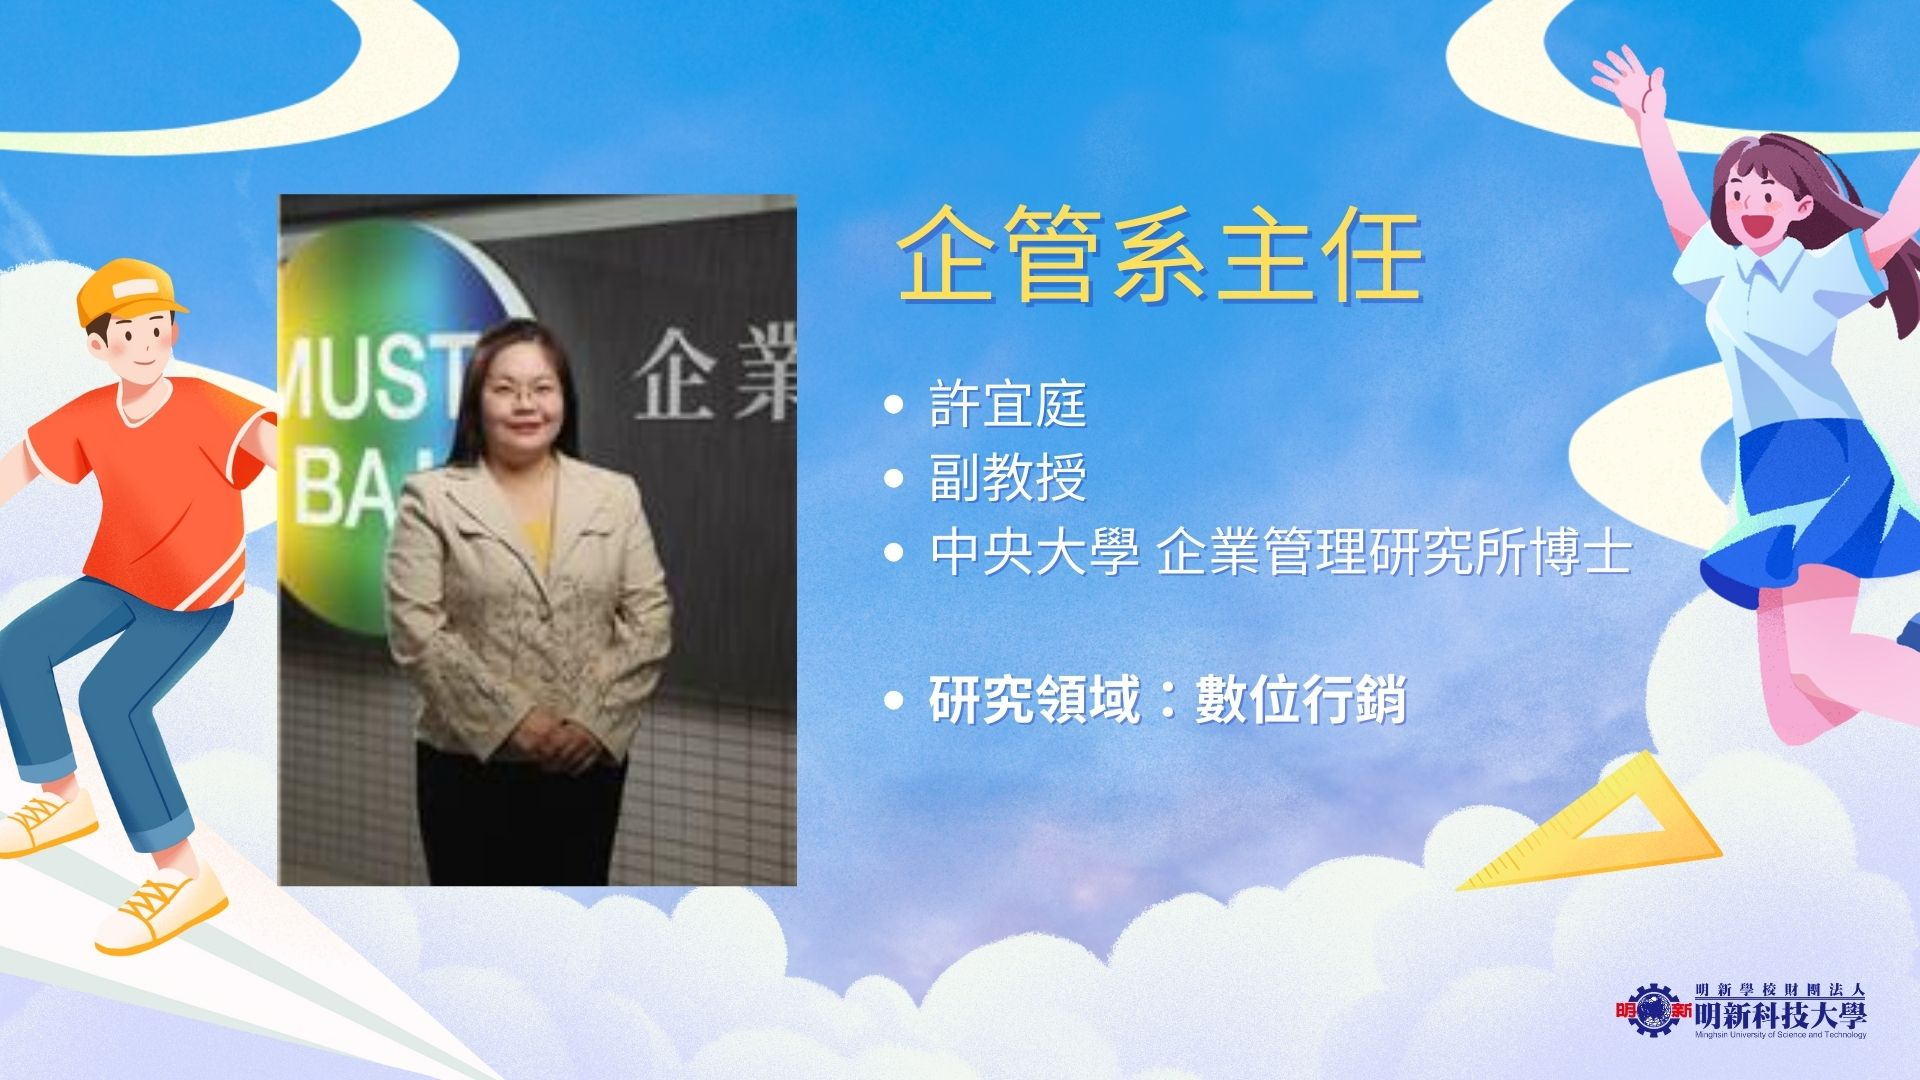 企管系主任
MUST
BA
企業
許宜庭
副教授
中央大學 企業管理研究所博士
研究領域：數位行銷
明新
明新學校財團法人
明新科技大學
Minghsin University of Science and Technology